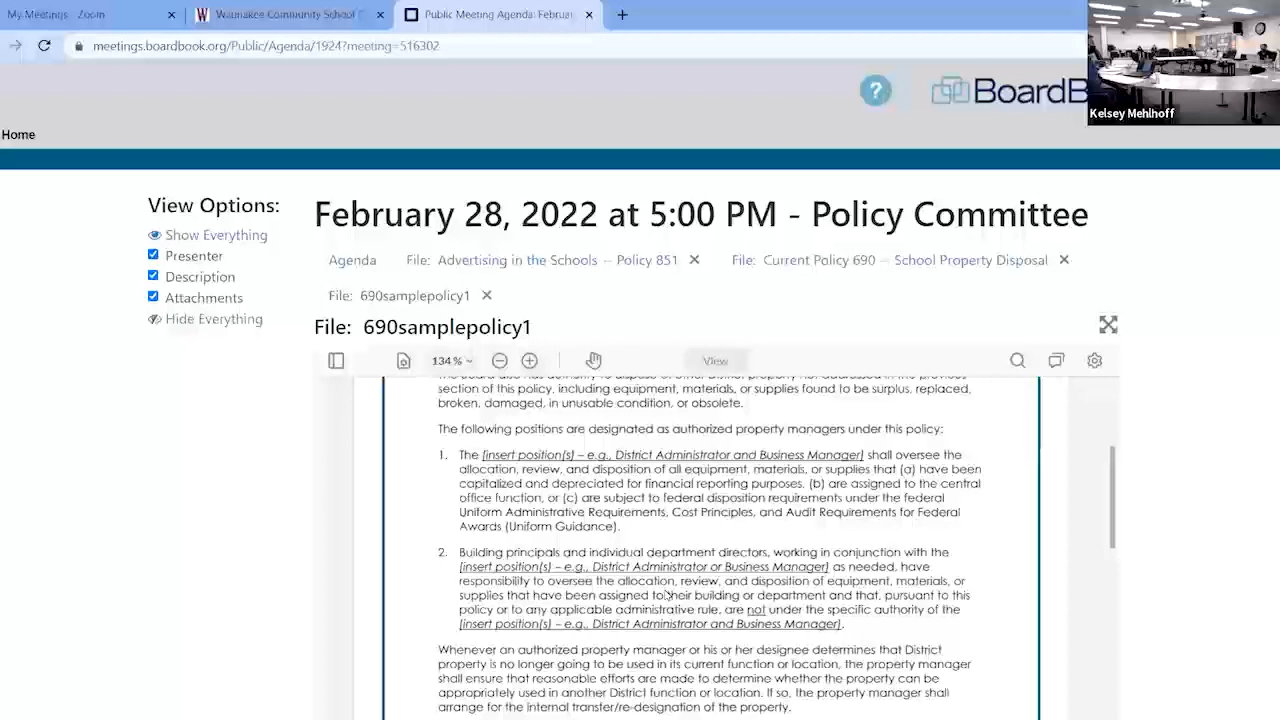 My Meetings - Zoom
Waunakee Community School
Public Meeting Agenda: Februar
meetings.boardbook.org/Public/Agenda/1924?meeting=516302
? BoardB
Kelsey Mehlhoff
Home
View Options:
Show Everything
Presenter
Description
Attachments
Hide Everything
February 28, 2022 at 5:00 PM - Policy Committee
Agenda File: Advertising in the Schools -- Policy 851 File: Current Policy 690 -- School Property Disposal
File: 690samplepolicy1
File: 690samplepolicy1
134% View
section of this policy, including equipment, materials, or supplies found to be surplus, replaced,
broken, damaged, in unusable condition, or obsolete.
The following positions are designated as authorized property managers under this policy:
1. The [insert position(s) – e.g., District Administrator and Business Manager] shall oversee the
allocation, review, and disposition of all equipment, materials, or supplies that (a) have been
capitalized and depreciated for financial reporting purposes, (b) are assigned to the central
office function, or (c) are subject to federal disposition requirements under the federal
Uniform Administrative Requirements, Cost Principles, and Audit Requirements for Federal
Awards (Uniform Guidance).
2. Building principals and individual department directors, working in conjunction with the
[insert position(s) – e.g., District Administrator or Business Manager] as needed, have
responsibility to oversee the allocation, review, and disposition of equipment, materials, or
supplies that have been assigned to their building or department and that, pursuant to this
policy or to any applicable administrative rule, are not under the specific authority of the
[insert position(s) – e.g., District Administrator and Business Manager].
Whenever an authorized property manager or his or her designee determines that District
property is no longer going to be used in its current function or location, the property manager
shall ensure that reasonable efforts are made to determine whether the property can be
appropriately used in another District function or location. If so, the property manager shall
arrange for the internal transfer/re-designation of the property.